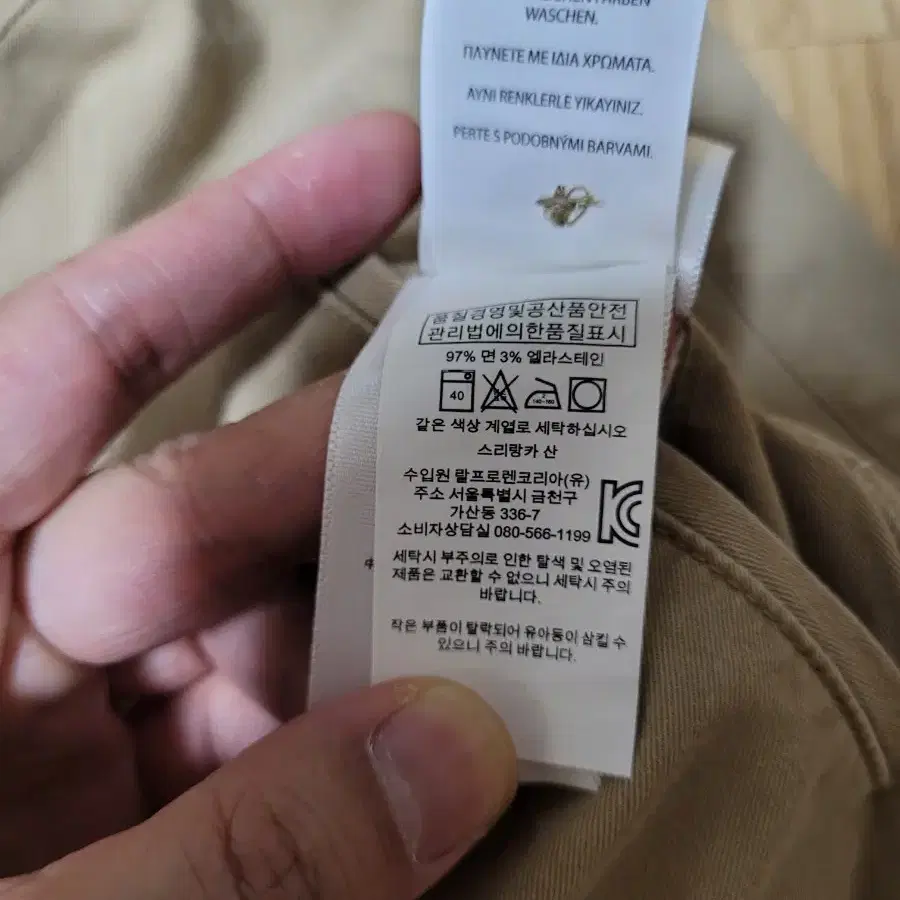 WASCHEN.
ΠΛΥΝΕΤΕ ΜΕ ΙΔΙΑ ΧΡΩΜΑΤΑ.
AYNI RENKLERLE YIKAYINIZ.
PERTE S PODOBNÝMI BARVAMI.
품질경영및공산품안전
관리법에의한품질표시
97% 면 3% 엘라스테인
40
같은 색상 계열로 세탁하십시오
스리랑카 산
수입원 랄프로렌코리아(유)
주소 서울특별시 금천구
가산동 336-7
소비자상담실 080-566-1199
세탁시 부주의로 인한 탈색 및 오염된
제품은 교환할 수 없으니 세탁시 주의
바랍니다.
작은 부품이 탈락되어 유아동이 삼킬 수
있으니 주의 바랍니다.